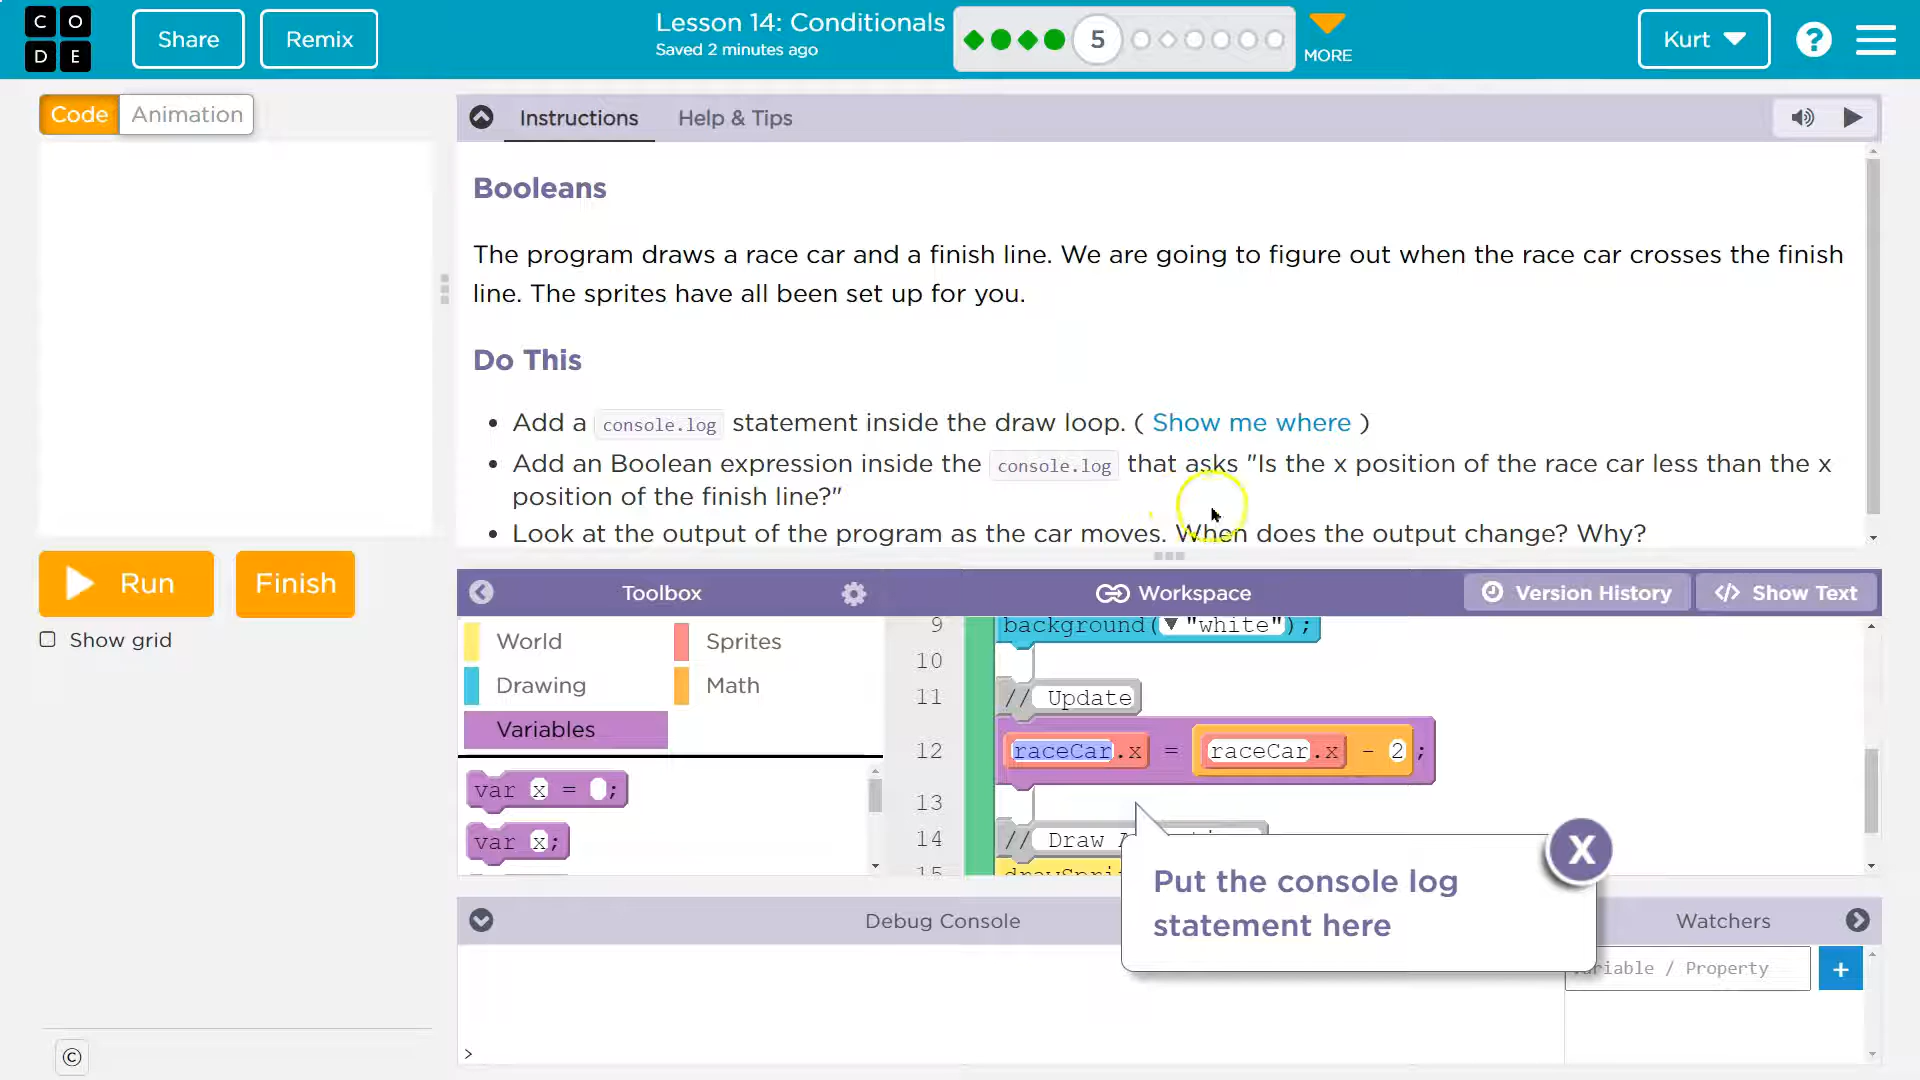 C O
D E
Share
Remix
Lesson 14: Conditionals
Saved 2 minutes ago
5
MORE
Kurt
?
Code
Animation
Instructions
Help & Tips
Booleans
The program draws a race car and a finish line. We are going to figure out when the race car crosses the finish
line. The sprites have all been set up for you.
Do This
Add a console.log statement inside the draw loop. ( Show me where )
Add an Boolean expression inside the console.log that asks "Is the x position of the race car less than the x
position of the finish line?"
Look at the output of the program as the car moves. When does the output change? Why?
Run
Finish
Show grid
Toolbox
Workspace
Version History
Show Text
World
Sprites
Drawing
Math
Variables
var x = ;
var x;
9 background( "white");
10
11 // Update
12 raceCar.x = raceCar.x - 2 ;
13
14 // Draw
15
Put the console log
statement here
X
Debug Console
Watchers
Variable / Property
+
>
©